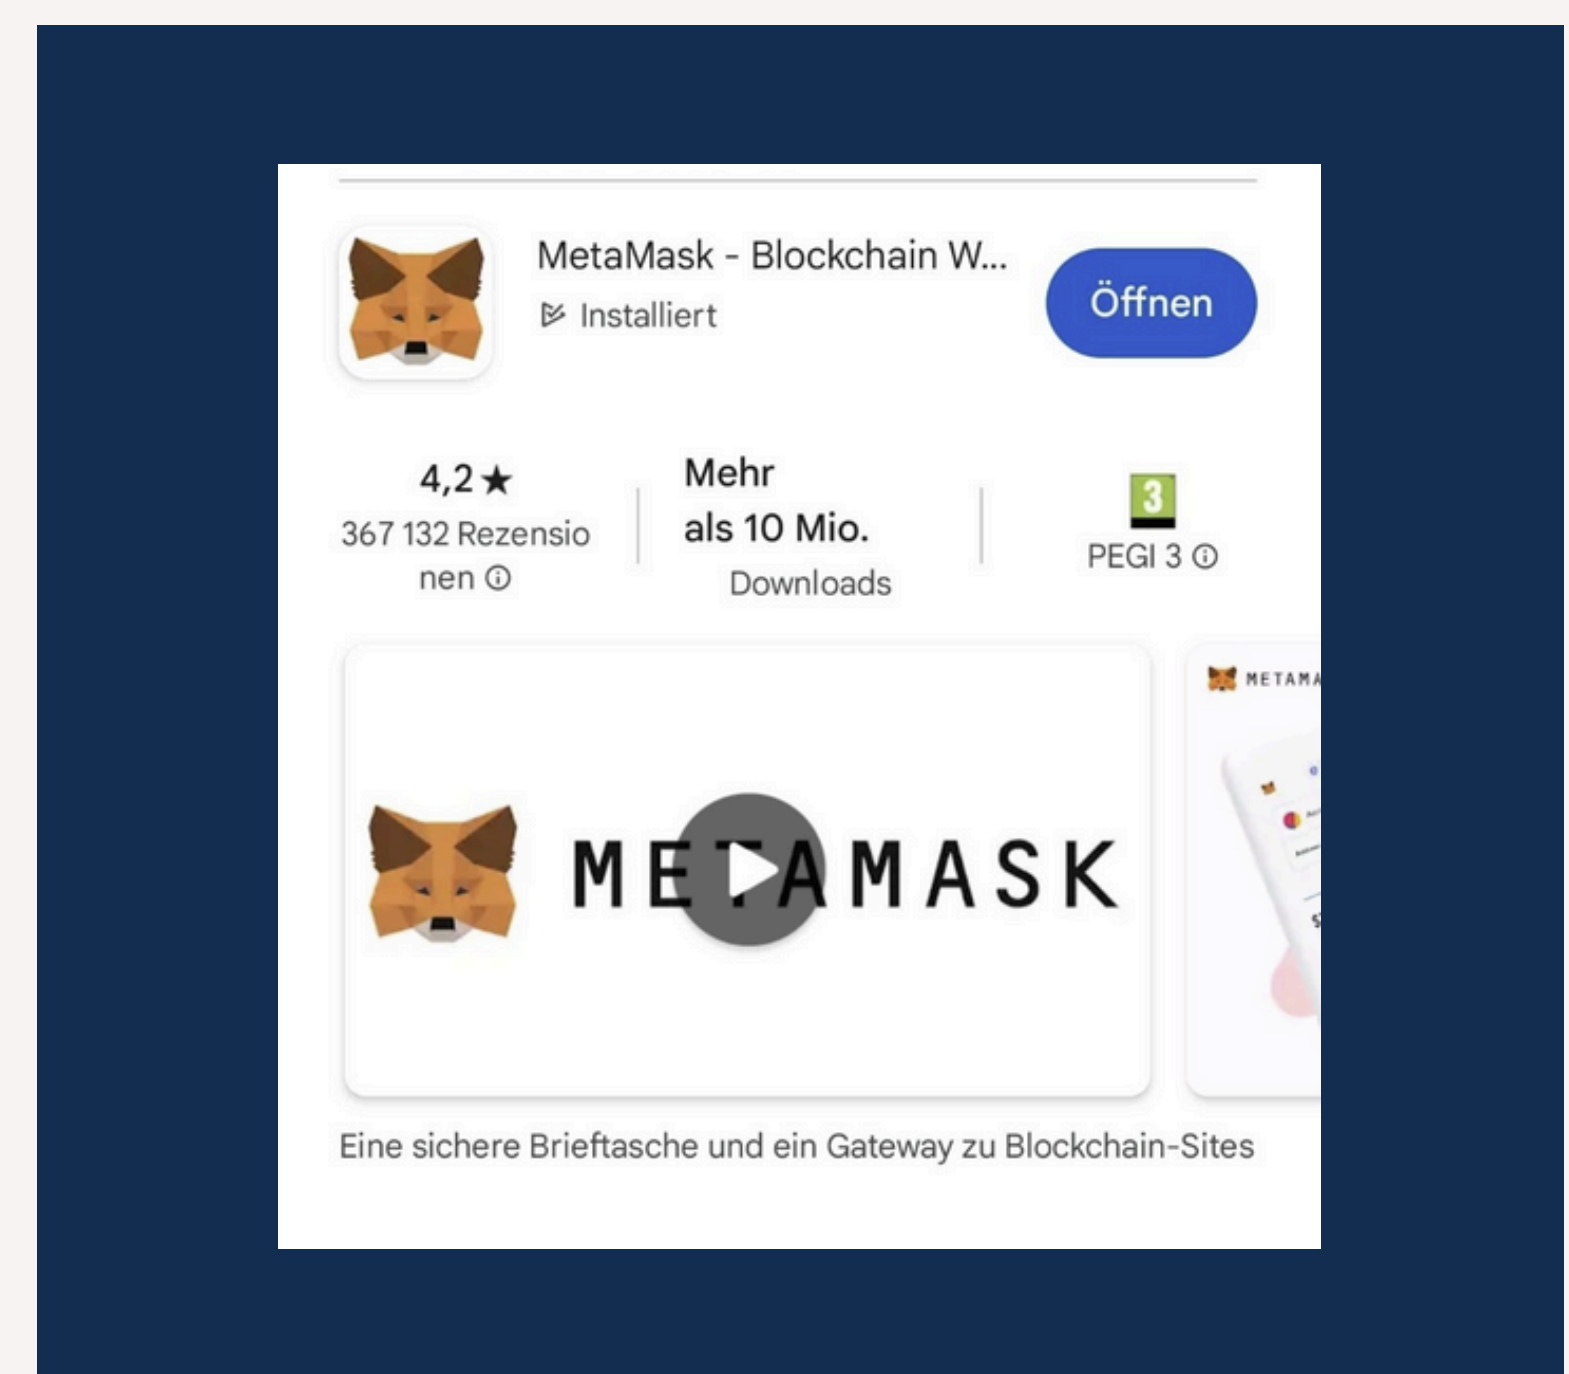 MetaMask - Blockchain W...
Installiert
Öffnen
4,2★
367 132 Rezensio
nen
Mehr
als 10 Mio.
Downloads
3
PEGI 3
METAMASK
METAMA
Eine sichere Brieftasche und ein Gateway zu Blockchain-Sites